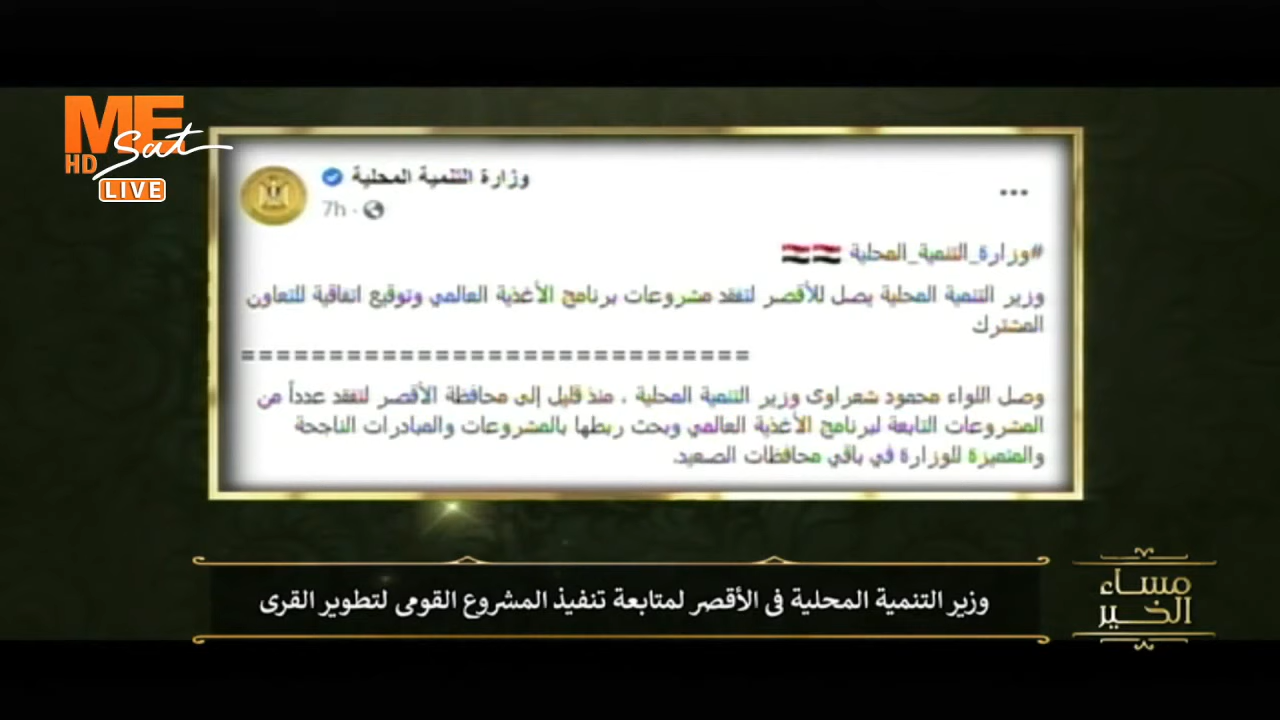 ME
Sat
HD
LIVE
وزارة التنمية المحلية
7h ·
#وزارة_التنمية_المحلية
وزير التنمية المحلية يصل للأقصر لتفقد مشروعات برنامج الأغذية العالمي وتوقيع اتفاقية للتعاون
المشترك
=============================
وصل اللواء محمود شعراوى وزير التنمية المحلية ، منذ قليل إلى محافظة الأقصر لتفقد عدداً من
المشروعات التابعة لبرنامج الأغذية العالمي وبحث ربطها بالمشروعات والمبادرات الناجحة
والمتميزة للوزارة في باقي محافظات الصعيد.
وزير التنمية المحلية فى الأقصر لمتابعة تنفيذ المشروع القومى لتطوير القرى
مساء
الخير